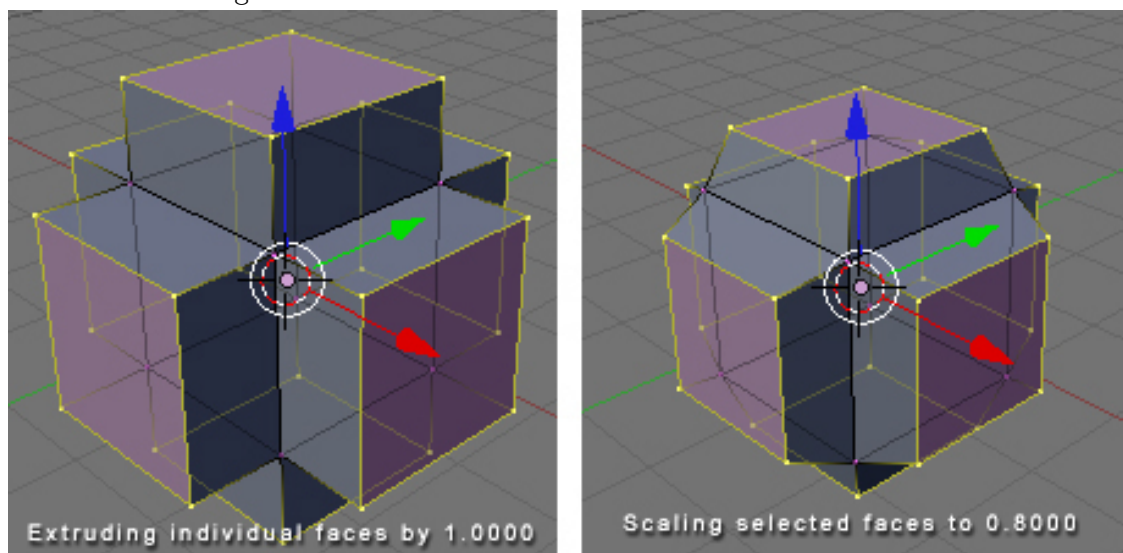 Extruding individual faces by 1.0000
Scaling selected faces to 0.8000